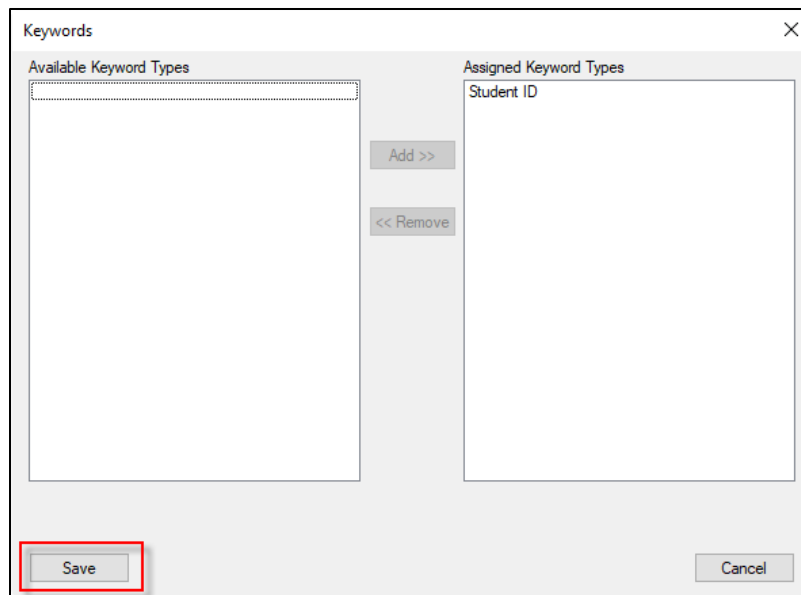 Keywords
Available Keyword Types
Assigned Keyword Types
Student ID
Add >>
<< Remove
Save
Cancel